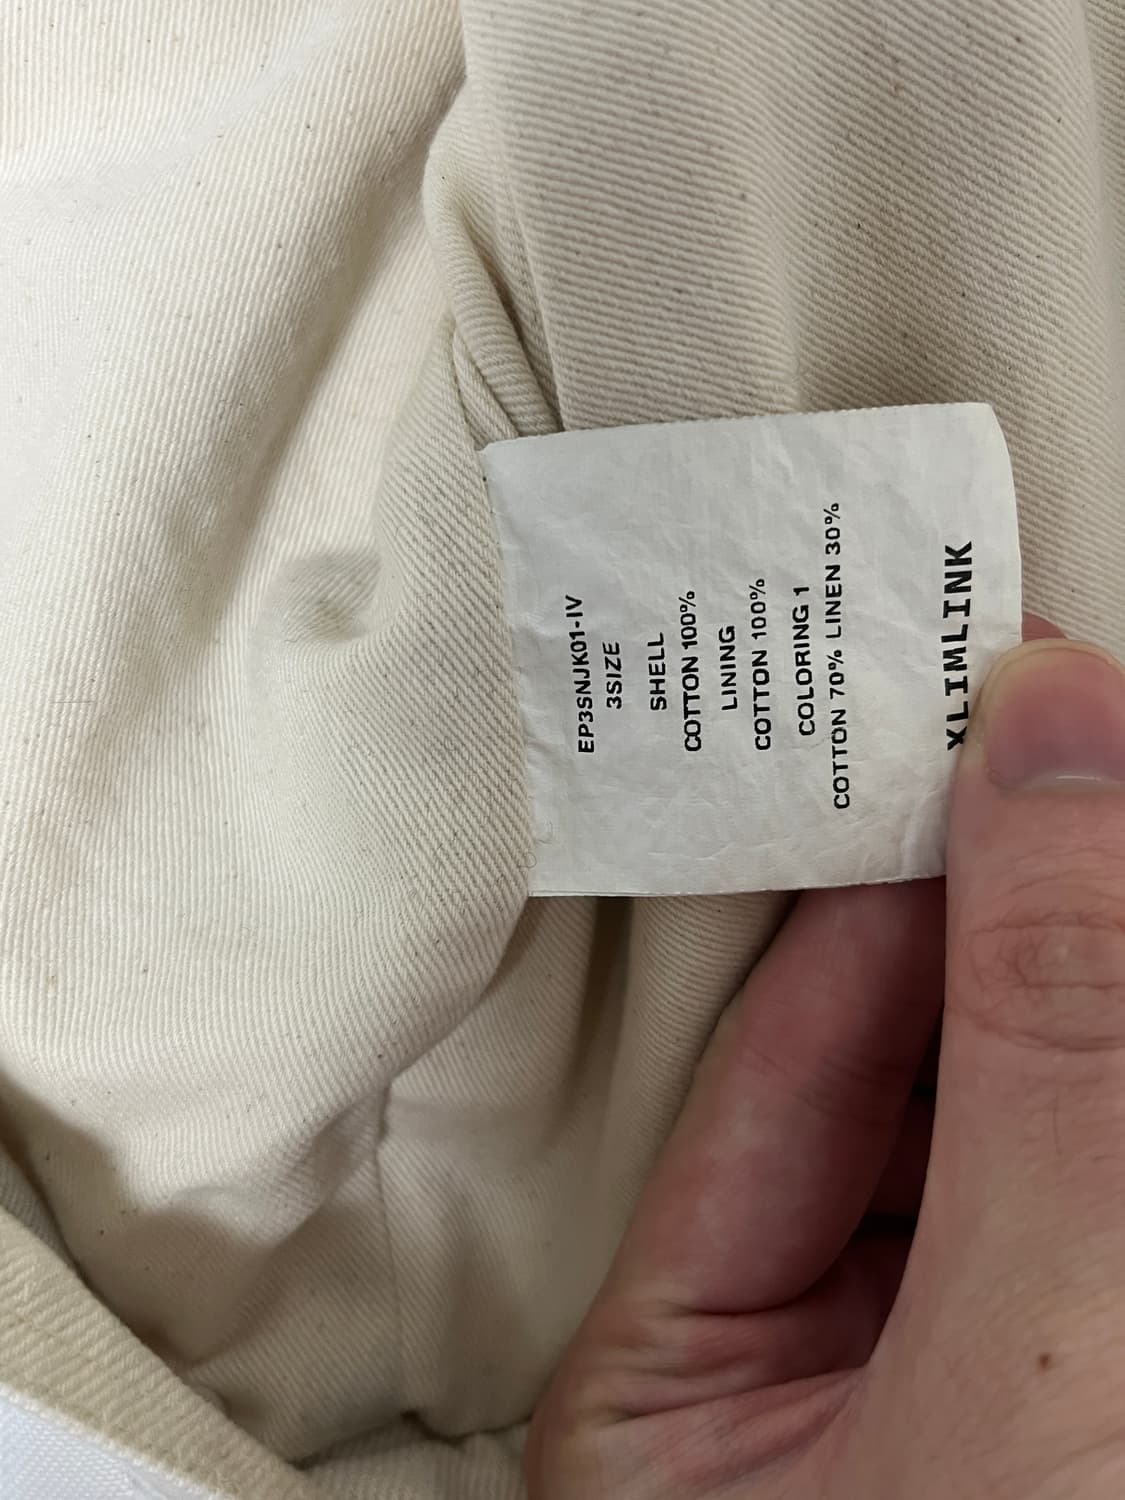 EP3SNJK01-IV
3SIZE
SHELL
COTTON 100%
LINING
COTTON 100%
COLORING 1
COTTON 70% LINEN 30%
XLIMLINK